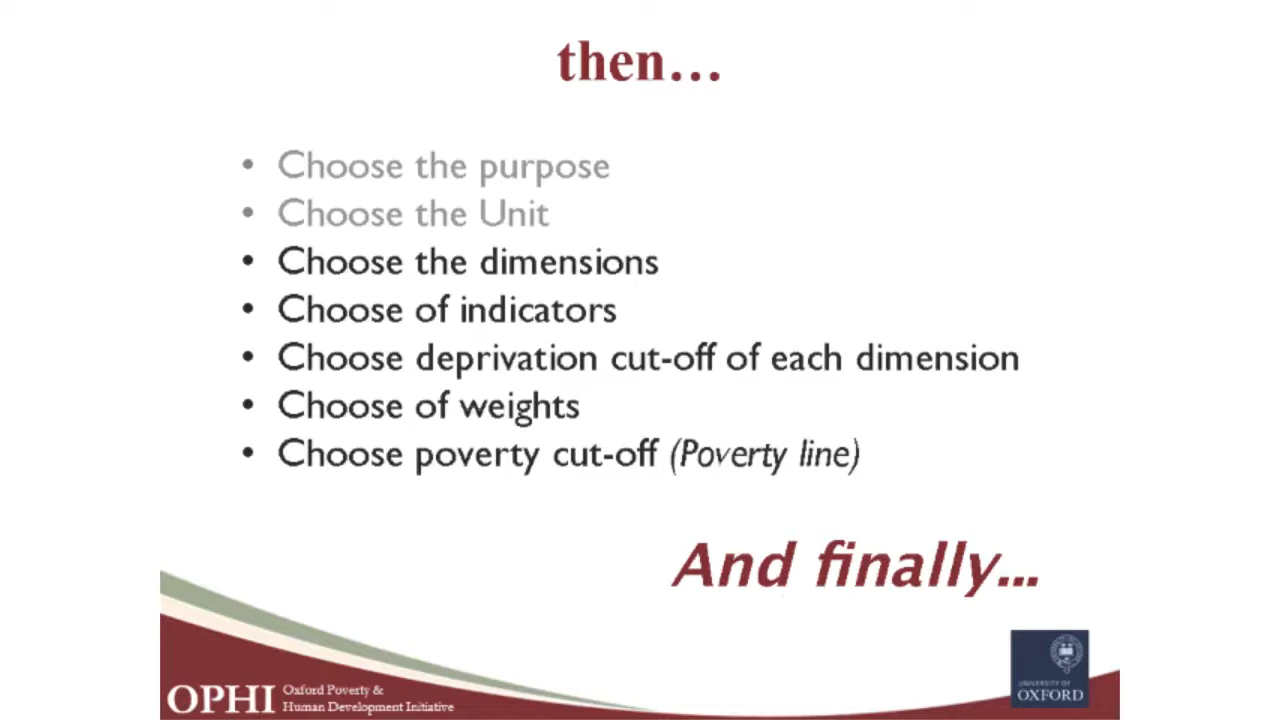 then…
• Choose the purpose
• Choose the Unit
• Choose the dimensions
• Choose of indicators
• Choose deprivation cut-off of each dimension
• Choose of weights
• Choose poverty cut-off (Poverty line)
And finally...
OPHI
Oxford Poverty &
Human Development Initiative
UNIVERSITY OF
OXFORD